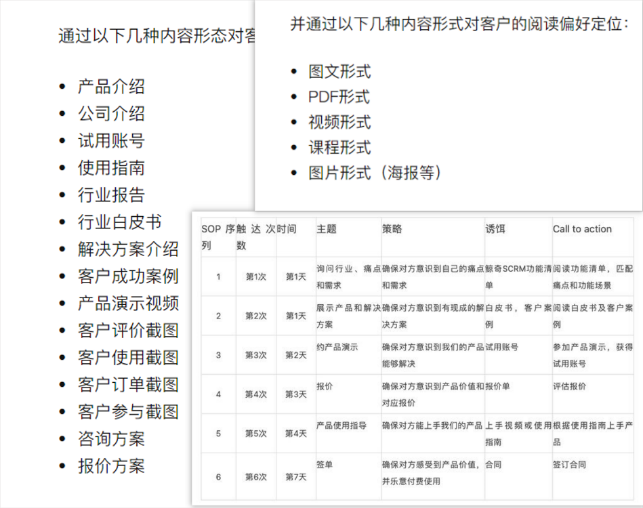 通过以下几种内容形态对客
产品介绍
公司介绍
试用账号
使用指南
行业报告
行业白皮书
解决方案介绍
客户成功案例
产品演示视频
客户评价截图
客户使用截图
客户订单截图
客户参与截图
咨询方案
报价方案
并通过以下几种内容形式对客户的阅读偏好定位：
图文形式
PDF形式
视频形式
课程形式
图片形式（海报等）
SOP 序列 触达次数 时间 主题 策略 诱饵 Call to action
1 第1次 第1天 询问行业、痛点和需求 确保对方意识到自己的痛点和需求 鲸奇SCRM功能清单 阅读功能清单，匹配痛点和功能场景
2 第2次 第1天 展示产品和解决方案 确保对方意识到有现成的解决方案 白皮书，客户案例 阅读白皮书及客户案例
3 第3次 第2天 约产品演示 确保对方意识到我们的产品能够解决 试用账号 参加产品演示，获得试用账号
4 第4次 第3天 报价 确保对方意识到产品价值和对应报价 报价单 评估报价
5 第5次 第4天 产品使用指导 确保对方能上手我们的产品 上手视频或使用指南 根据使用指南上手产品
6 第6次 第7天 签单 确保对方感受到产品价值，并乐意付费使用 合同 签订合同